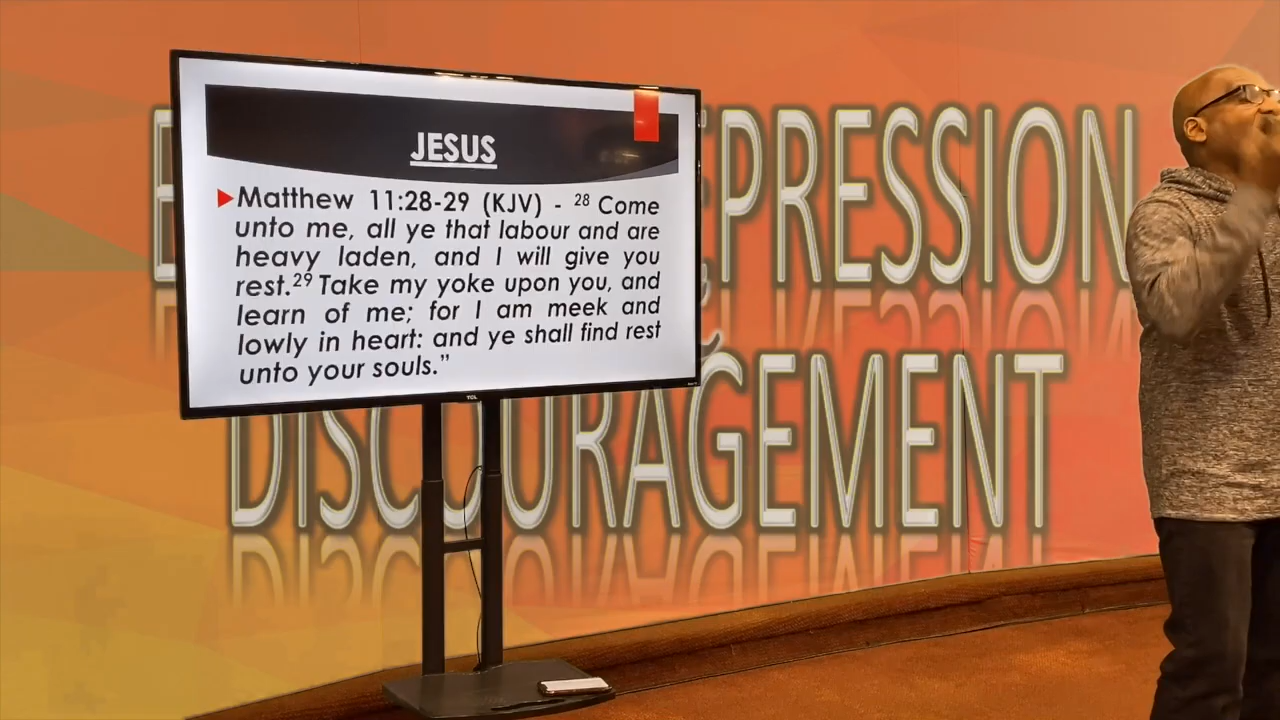 JESUS
Matthew 11:28-29 (KJV) - 28 Come
unto me, all ye that labour and are
heavy laden, and I will give you
rest.29 Take my yoke upon you, and
learn of me; for I am meek and
lowly in heart: and ye shall find rest
unto your souls.”
TCL
EPRESSION
DISCOURAGEMENT